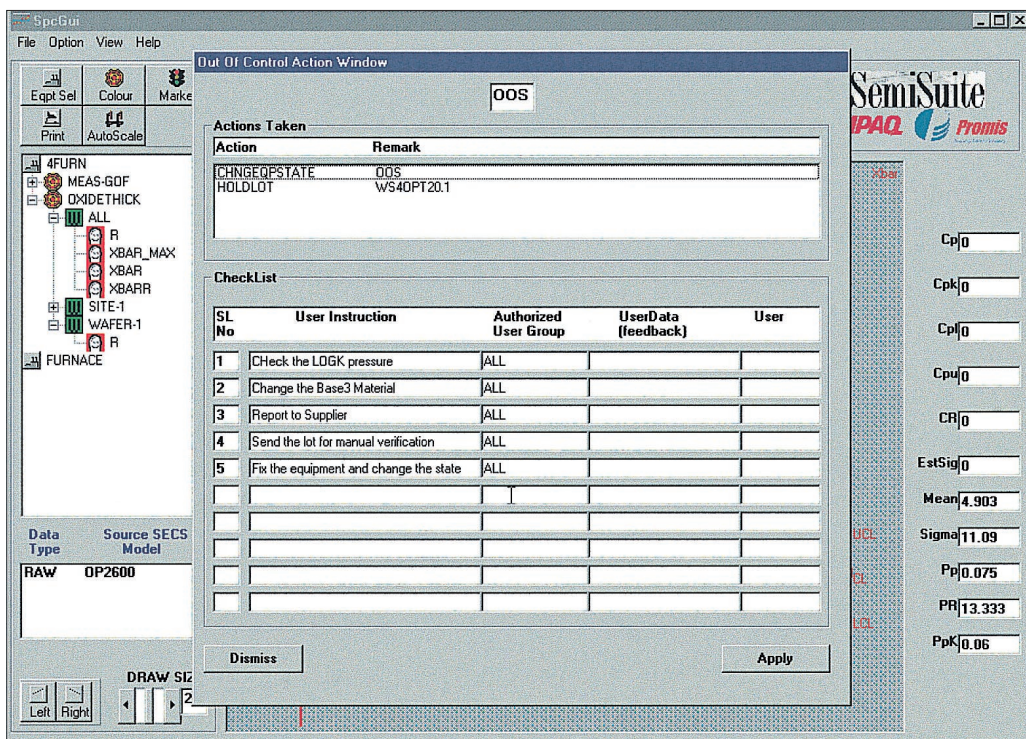 SpcGui
File Option View Help
Eqpt Sel Colour Marke
Print AutoScale
4FURN
MEAS-GOF
OXIDETHICK
ALL
R
XBAR_MAX
XBAR
XBARR
SITE-1
WAFER-1
R
FURNACE
Data Type Source SECS Model
RAW OP2600
DRAW SIZ
Left Right 2
Out Of Control Action Window
OOS
Actions Taken
Action Remark
CHNGEQPSTATE OOS
HOLDLOT WS4OPT20.1
CheckList
SL No User Instruction Authorized User Group UserData (feedback) User
1 CHeck the LOGK pressure ALL
2 Change the Base3 Material ALL
3 Report to Supplier ALL
4 Send the lot for manual verification ALL
5 Fix the equipment and change the state ALL
Dismiss Apply
SemiSuite
MPAQ Promis
Xbar
UCL
CL
LCL
Cp 0
Cpk 0
Cpl 0
Cpu 0
CR 0
EstSig 0
Mean 4.903
Sigma 11.09
Pp 0.075
PR 13.333
PpK 0.06